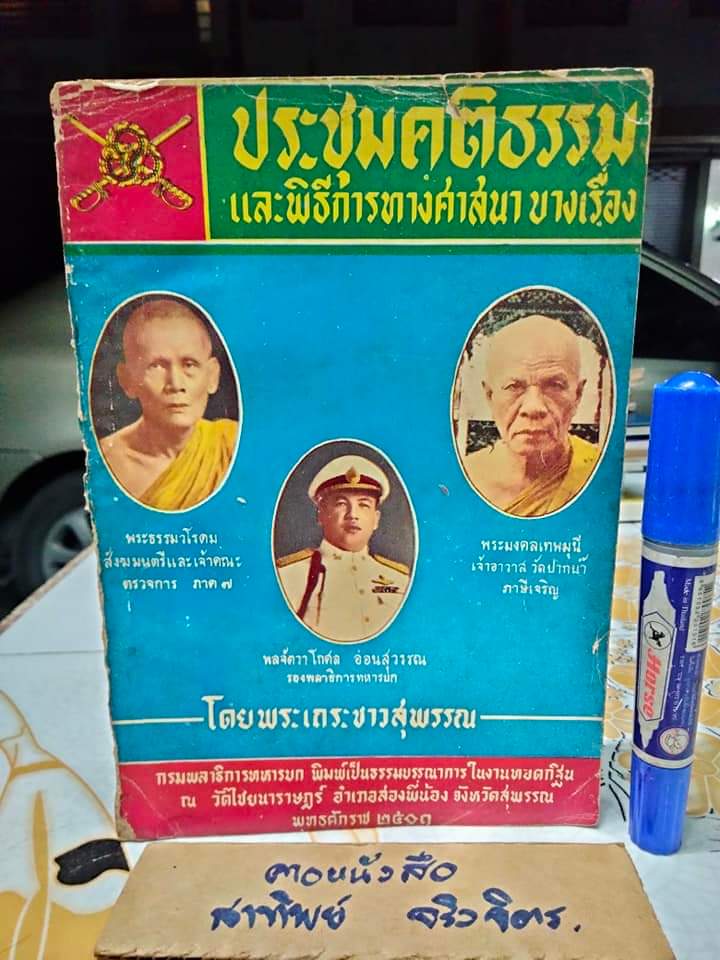 ประชุมคติธรรม
และพิธีการทางศาสนา บางเรื่อง
พระธรรมวโรดม
สังฆมนตรีและเจ้าคณะ
ตรวจการ ภาค ๗
พระมงคลเทพมุนี
เจ้าอาวาส วัดปากน้ำ
ภาษีเจริญ
พลจัตวา โกศล อ่อนสุวรรณ
รองพลาธิการทหารบก
โดยพระเถระชาวสุพรรณ
กรมพลาธิการทหารบก พิมพ์เป็นธรรมบรรณาการในงานทอดกฐิน
ณ วัดไชยนาราษฎร์ อำเภอสองพี่น้อง จังหวัดสุพรรณ
พุทธศักราช ๒๕๐๓
Made in Thailand
Horse
ศาอหนังสือ
สาทิพย์ จริวจิตร.